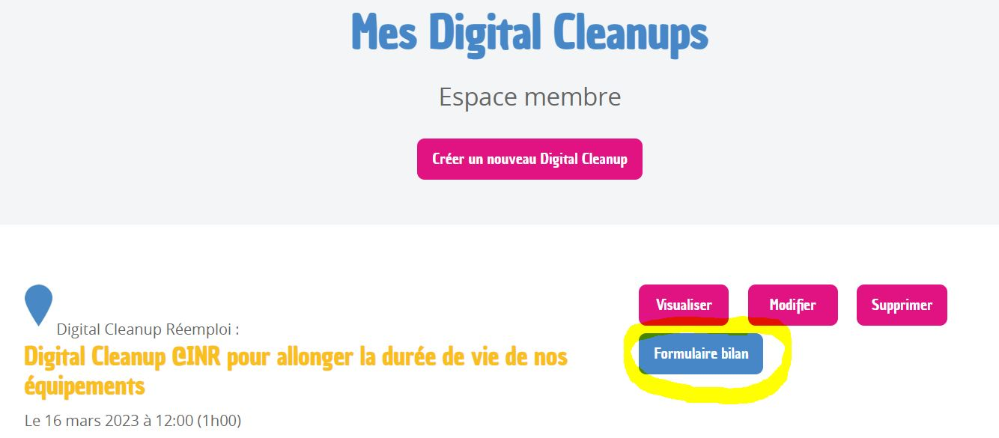 Mes Digital Cleanups
Espace membre
Créer un nouveau Digital Cleanup
Digital Cleanup Réemploi :
Digital Cleanup @INR pour allonger la durée de vie de nos
équipements
Le 16 mars 2023 à 12:00 (1h00)
Visualiser
Modifier
Supprimer
Formulaire bilan